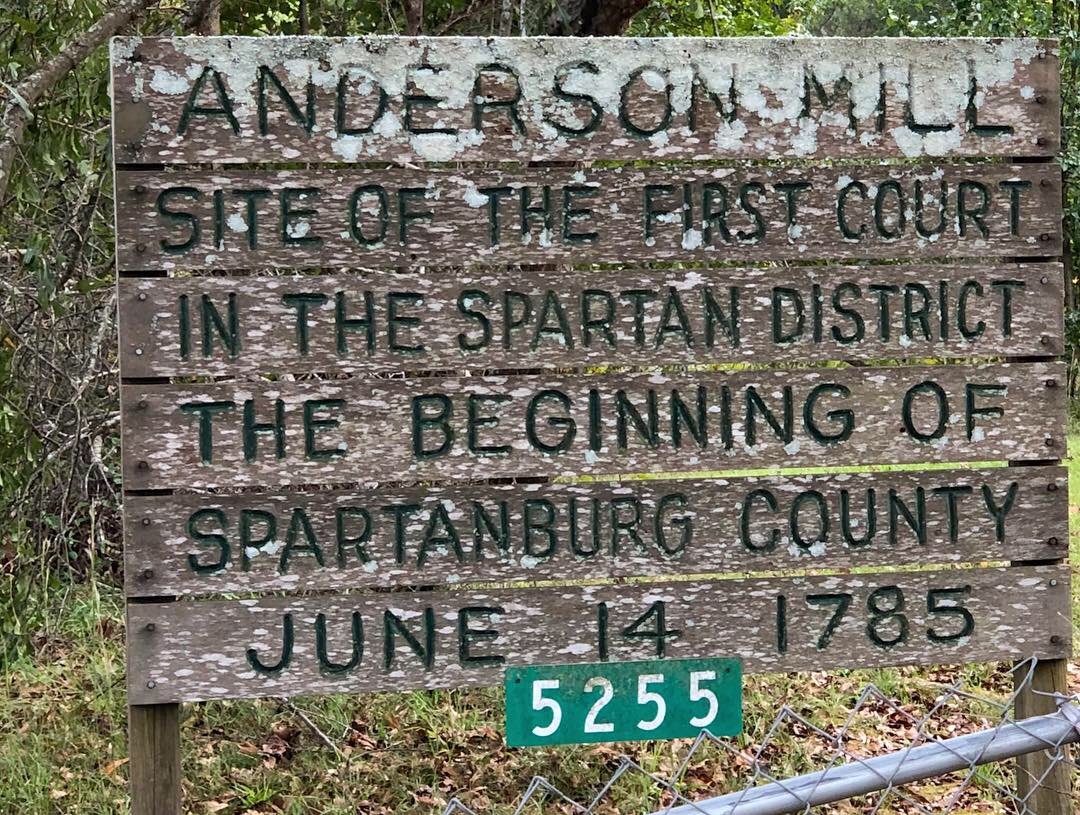 ANDERSON MILL
SITE OF THE FIRST COURT
IN THE SPARTAN DISTRICT
THE BEGINNING OF
SPARTANBURG COUNTY
JUNE 14 1785
5255